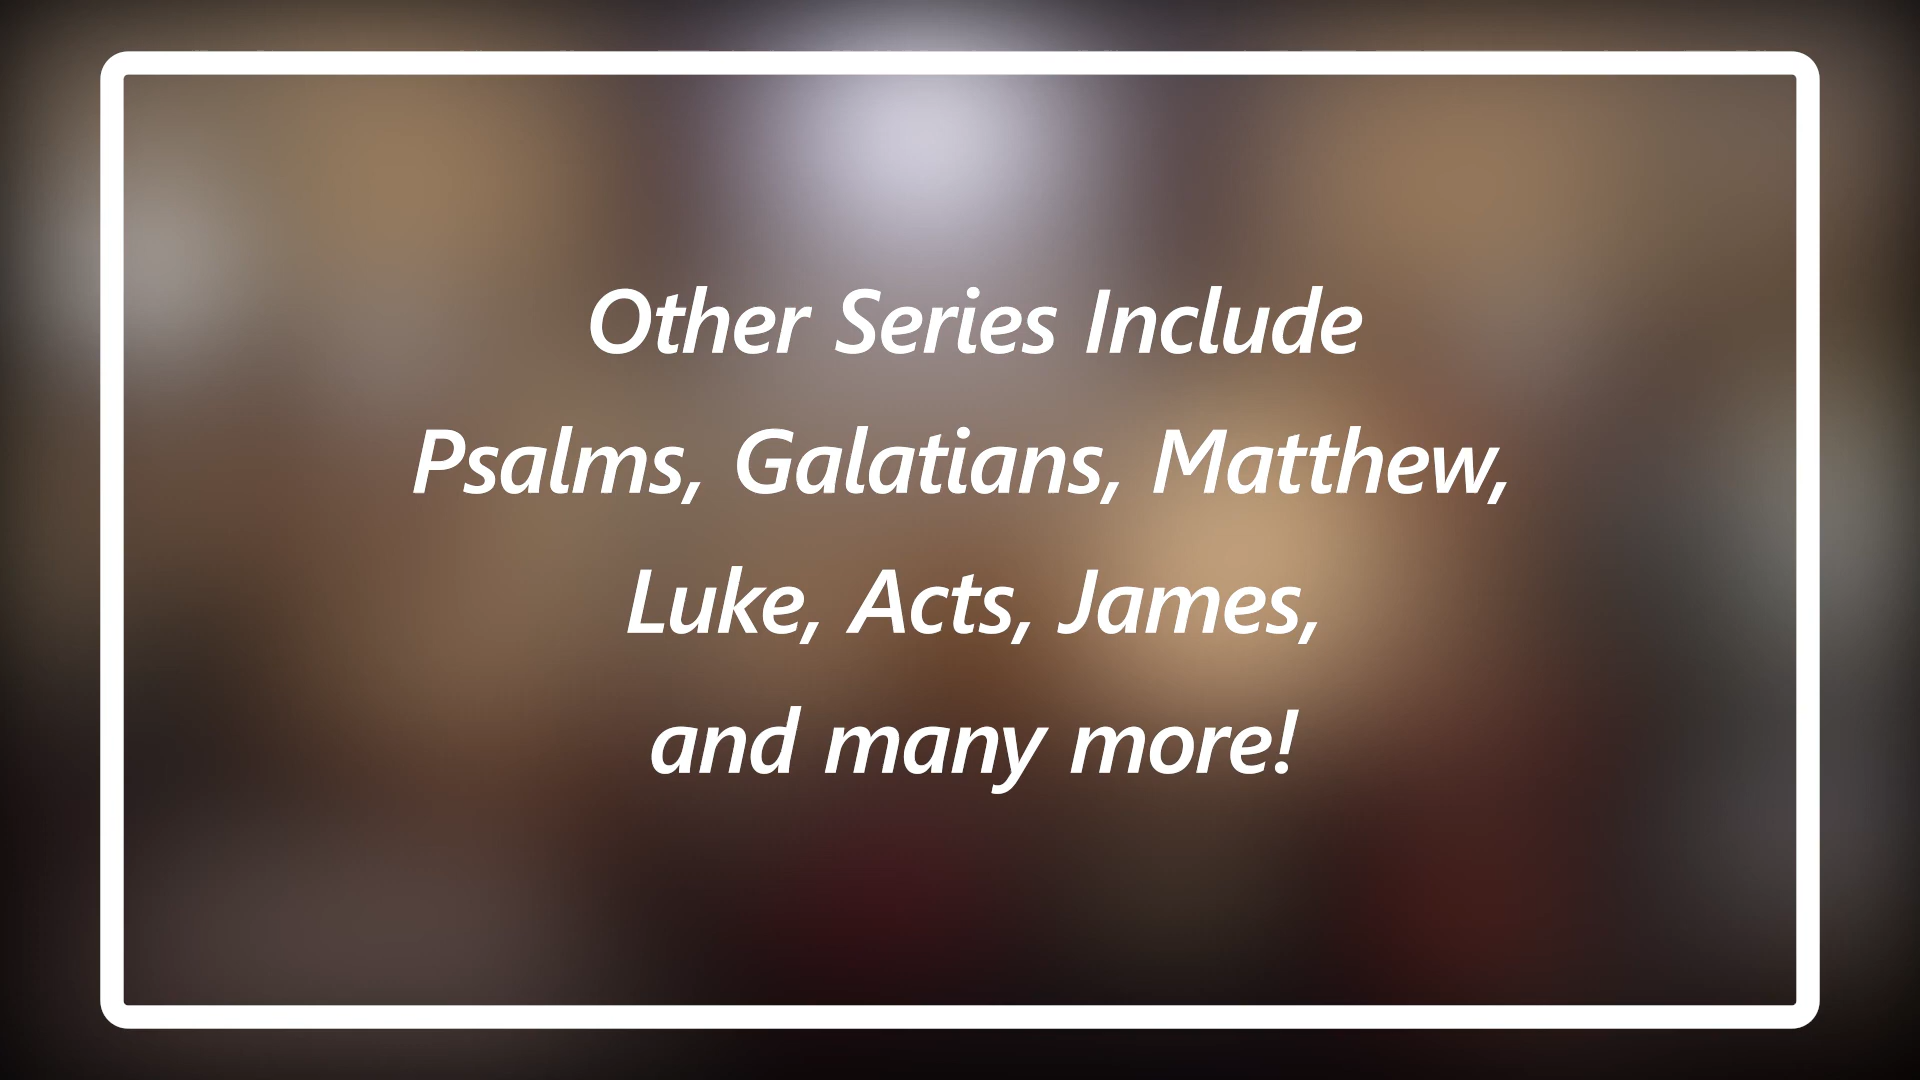 Other Series Include
Psalms, Galatians, Matthew,
Luke, Acts, James,
and many more!